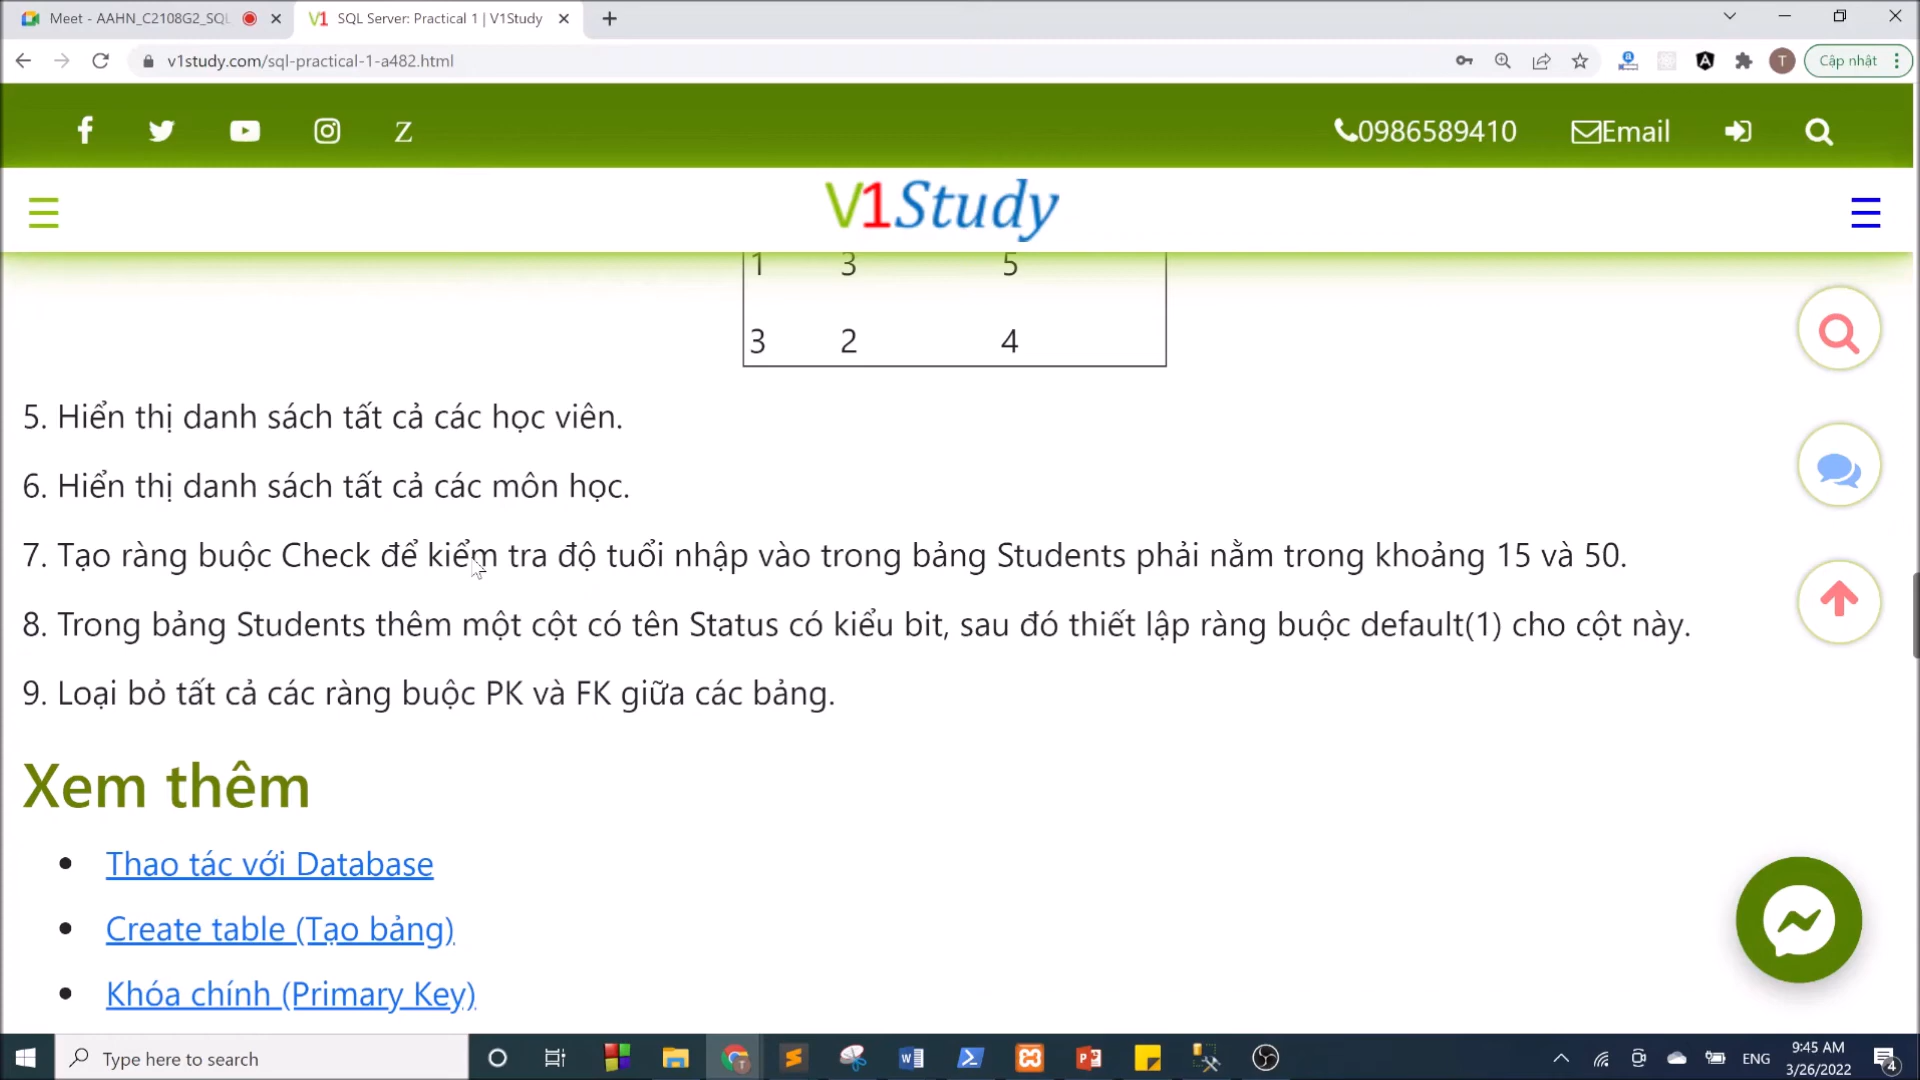 Meet - AAHN_C2108G2_SQL
SQL Server: Practical 1 | V1Study
v1study.com/sql-practical-1-a482.html
Cập nhật
Z
0986589410
Email
V1Study
1 3 5
3 2 4
5. Hiển thị danh sách tất cả các học viên.
6. Hiển thị danh sách tất cả các môn học.
7. Tạo ràng buộc Check để kiểm tra độ tuổi nhập vào trong bảng Students phải nằm trong khoảng 15 và 50.
8. Trong bảng Students thêm một cột có tên Status có kiểu bit, sau đó thiết lập ràng buộc default(1) cho cột này.
9. Loại bỏ tất cả các ràng buộc PK và FK giữa các bảng.
Xem thêm
Thao tác với Database
Create table (Tạo bảng)
Khóa chính (Primary Key)
Type here to search
ENG
9:45 AM
3/26/2022
4